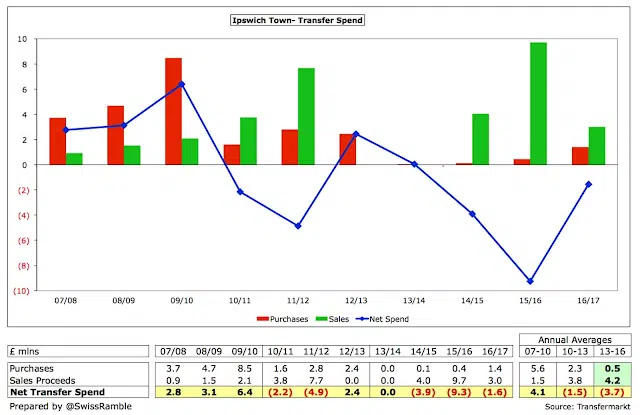 Ipswich Town- Transfer Spend
10
8
6
4
2
0
(2)
(4)
(6)
(8)
(10)
07/08 08/09 09/10 10/11 11/12 12/13 13/14 14/15 15/16 16/17
Purchases Sales Net Spend
Annual Averages
£ mlns 07/08 08/09 09/10 10/11 11/12 12/13 13/14 14/15 15/16 16/17 07-10 10-13 13-16
Purchases 3.7 4.7 8.5 1.6 2.8 2.4 0.0 0.1 0.4 1.4 5.6 2.3 0.5
Sales Proceeds 0.9 1.5 2.1 3.8 7.7 0.0 0.0 4.0 9.7 3.0 1.5 3.8 4.2
Net Transfer Spend 2.8 3.1 6.4 (2.2) (4.9) 2.4 0.0 (3.9) (9.3) (1.6) 4.1 (1.5) (3.7)
Prepared by @SwissRamble Source: Transfermarkt